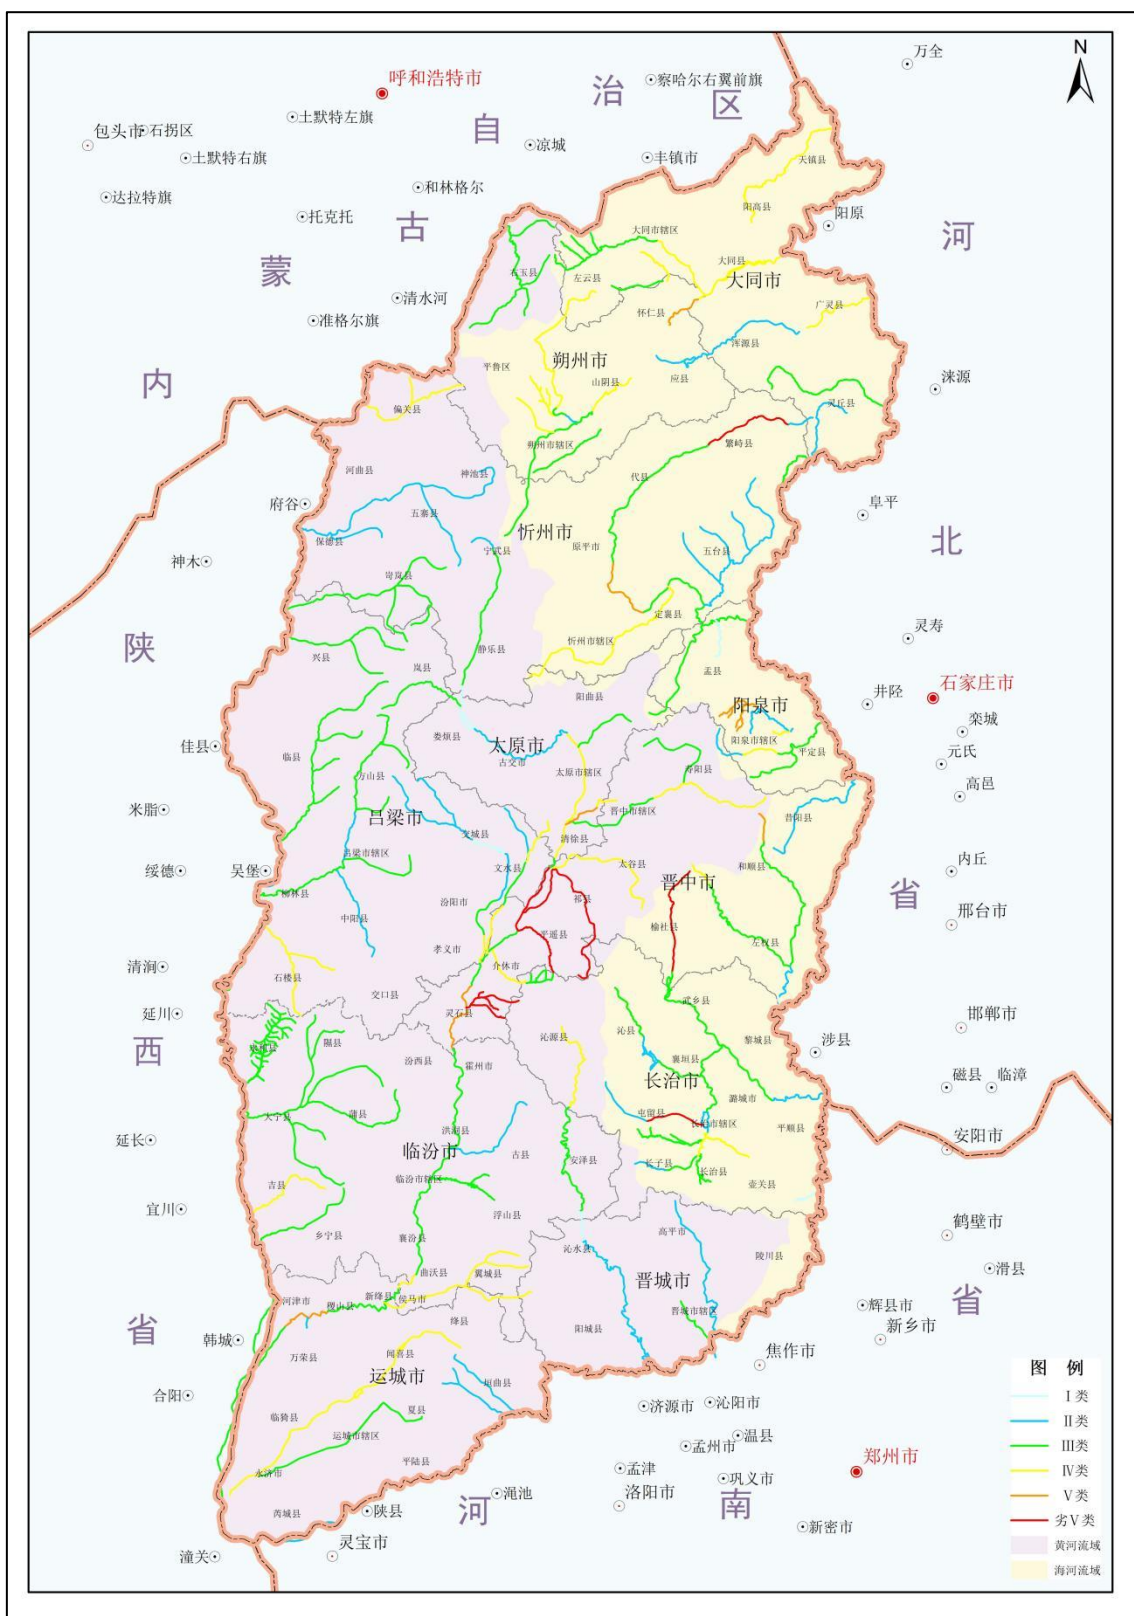 N
万全
呼和浩特市
察哈尔右翼前旗
治
区
自
土默特左旗
包头市
石拐区
凉城
丰镇市
土默特右旗
天镇县
和林格尔
达拉特旗
阳高县
托克托
阳原
古
大同市辖区
河
蒙
右玉县
左云县
大同县
大同市
清水河
准格尔旗
怀仁县
广灵县
浑源县
朔州市
平鲁区
山阴县
应县
涞源
内
灵丘县
偏关县
朔州市辖区
繁峙县
河曲县
神池县
代县
府谷
五寨县
阜平
忻州市
北
保德县
宁武县
原平市
五台县
神木
岢岚县
定襄县
灵寿
陕
忻州市辖区
兴县
静乐县
岚县
盂县
石家庄市
阳曲县
井陉
阳泉市
栾城
娄烦县
太原市
阳泉市辖区
佳县
平定县
元氏
临县
古交市
太原市辖区
寿阳县
方山县
高邑
米脂
吕梁市
晋中市辖区
昔阳县
交城县
清徐县
吕梁市辖区
太谷县
内丘
绥德
吴堡
文水县
和顺县
晋中市
省
柳林县
汾阳市
祁县
中阳县
榆社县
邢台市
平遥县
孝义市
左权县
清涧
介休市
石楼县
交口县
武乡县
延川
灵石县
邯郸市
沁县
沁源县
黎城县
西
隰县
汾西县
襄垣县
涉县
霍州市
长治市
磁县
临漳
潞城市
大宁县
蒲县
屯留县
洪洞县
长治市辖区
平顺县
延长
临汾市
古县
安阳市
安泽县
长子县
长治县
吉县
临汾市辖区
壶关县
宜川
浮山县
乡宁县
襄汾县
高平市
鹤壁市
沁水县
陵川县
曲沃县
翼城县
滑县
晋城市
河津市
新绛县
侯马市
稷山县
晋城市辖区
辉县市
省
省
绛县
阳城县
新乡市
韩城
万荣县
闻喜县
焦作市
运城市
垣曲县
图 例
合阳
I 类
沁阳市
临猗县
夏县
济源市
II 类
运城市辖区
温县
III 类
孟州市
平陆县
永济市
孟津
郑州市
IV 类
巩义市
渑池
V 类
洛阳市
南
芮城县
陕县
河
劣 V 类
新密市
黄河流域
灵宝市
潼关
海河流域